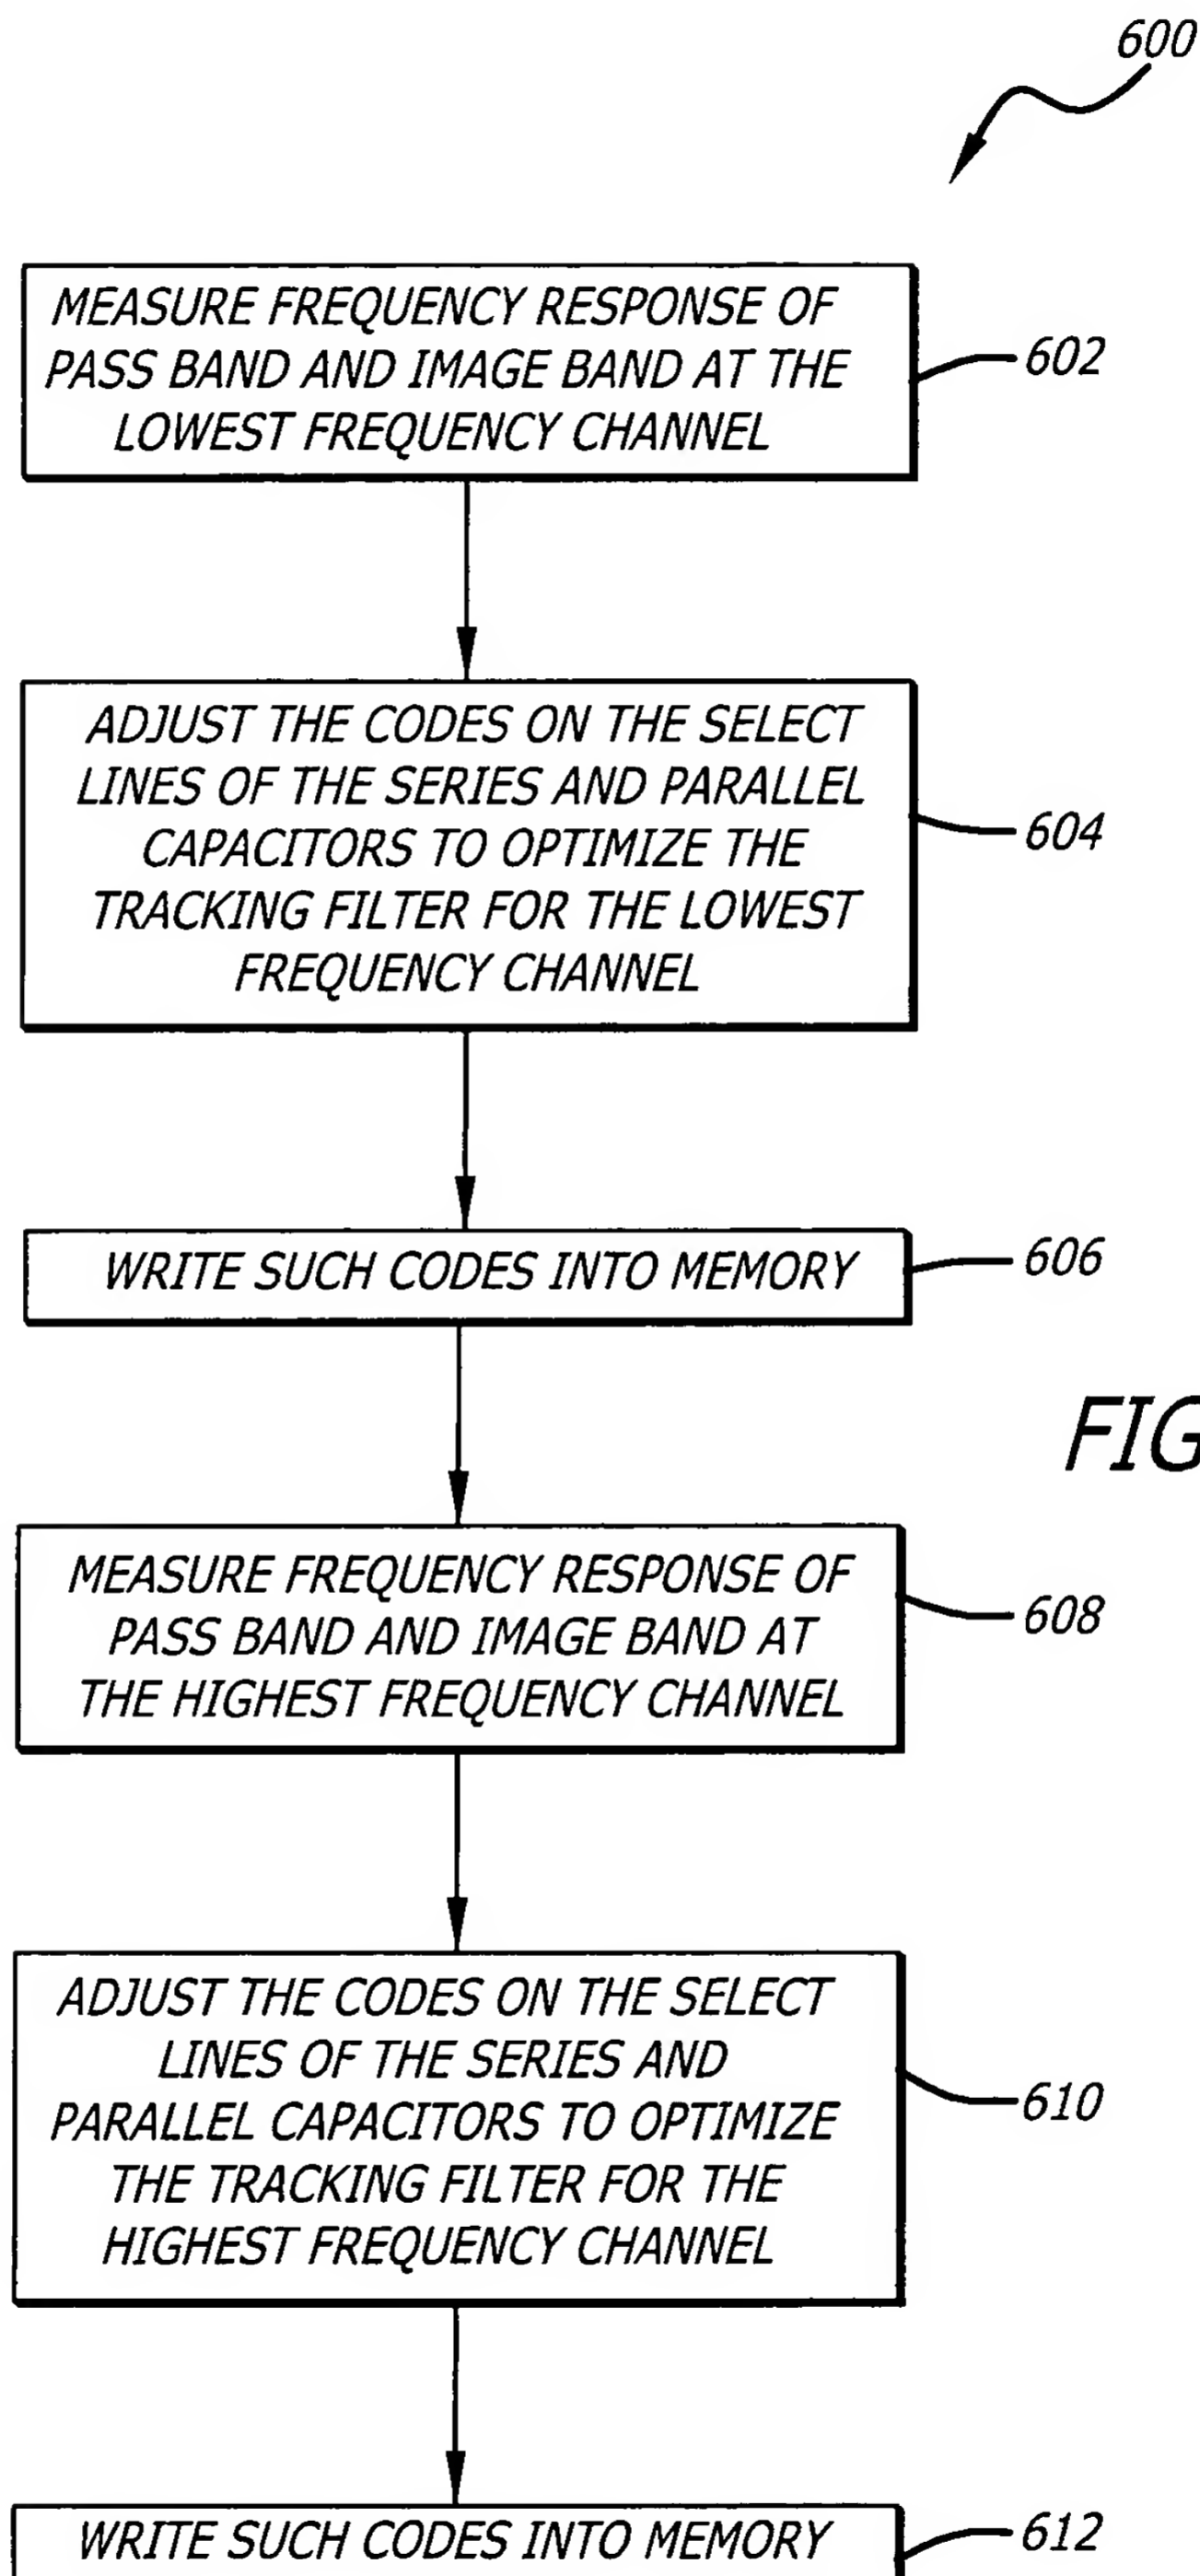 600
MEASURE FREQUENCY RESPONSE OF
PASS BAND AND IMAGE BAND AT THE
LOWEST FREQUENCY CHANNEL
602
ADJUST THE CODES ON THE SELECT
LINES OF THE SERIES AND PARALLEL
CAPACITORS TO OPTIMIZE THE
TRACKING FILTER FOR THE LOWEST
FREQUENCY CHANNEL
604
WRITE SUCH CODES INTO MEMORY
606
FIG
MEASURE FREQUENCY RESPONSE OF
PASS BAND AND IMAGE BAND AT
THE HIGHEST FREQUENCY CHANNEL
608
ADJUST THE CODES ON THE SELECT
LINES OF THE SERIES AND
PARALLEL CAPACITORS TO OPTIMIZE
THE TRACKING FILTER FOR THE
HIGHEST FREQUENCY CHANNEL
610
WRITE SUCH CODES INTO MEMORY
612